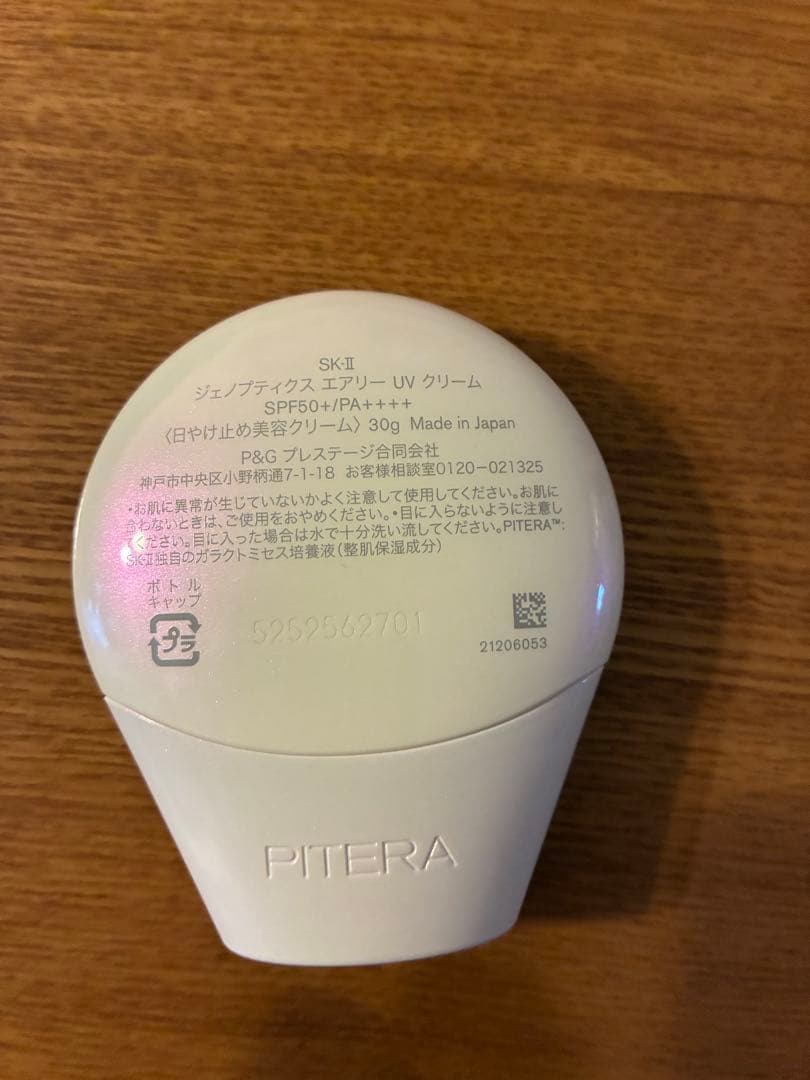 SK-II
ジェノプティクス エアリー UV クリーム
SPF50+/PA++++
〈日やけ止め美容クリーム〉 30g Made in Japan
P&G プレステージ合同会社
神戸市中央区小野柄通7-1-18 お客様相談室0120-021325
•お肌に異常が生じていないかよく注意して使用してください。お肌に
合わないときは、ご使用をおやめください。•目に入らないように注意し
てください。目に入った場合は水で十分洗い流してください。PITERA™:
SK-II独自のガラクトミセス培養液(整肌保湿成分)
ボトル
キャップ
プラ
5252562701
21206053
PITERA